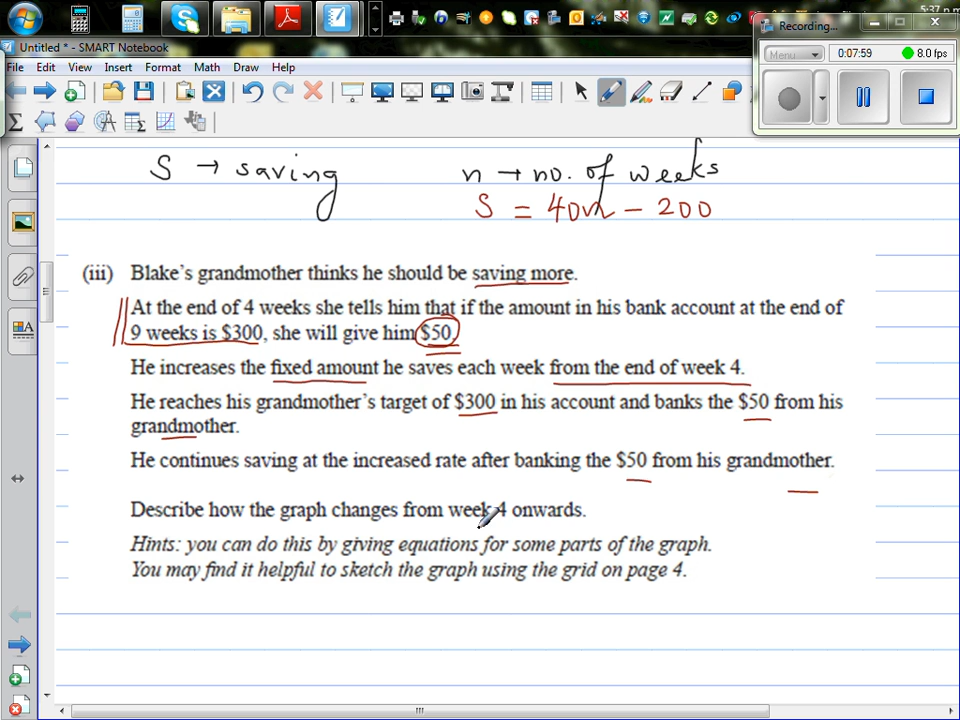 5:37 p.m
Recording...
Untitled * - SMART Notebook
Menu
0:07:59
8.0 fps
File Edit View Insert Format Math Draw Help
S → saving n → no. of weeks
S = 40n - 200
(iii) Blake's grandmother thinks he should be saving more.
At the end of 4 weeks she tells him that if the amount in his bank account at the end of
9 weeks is $300, she will give him $50.
He increases the fixed amount he saves each week from the end of week 4.
He reaches his grandmother's target of $300 in his account and banks the $50 from his
grandmother.
He continues saving at the increased rate after banking the $50 from his grandmother.
Describe how the graph changes from week 4 onwards.
Hints: you can do this by giving equations for some parts of the graph.
You may find it helpful to sketch the graph using the grid on page 4.